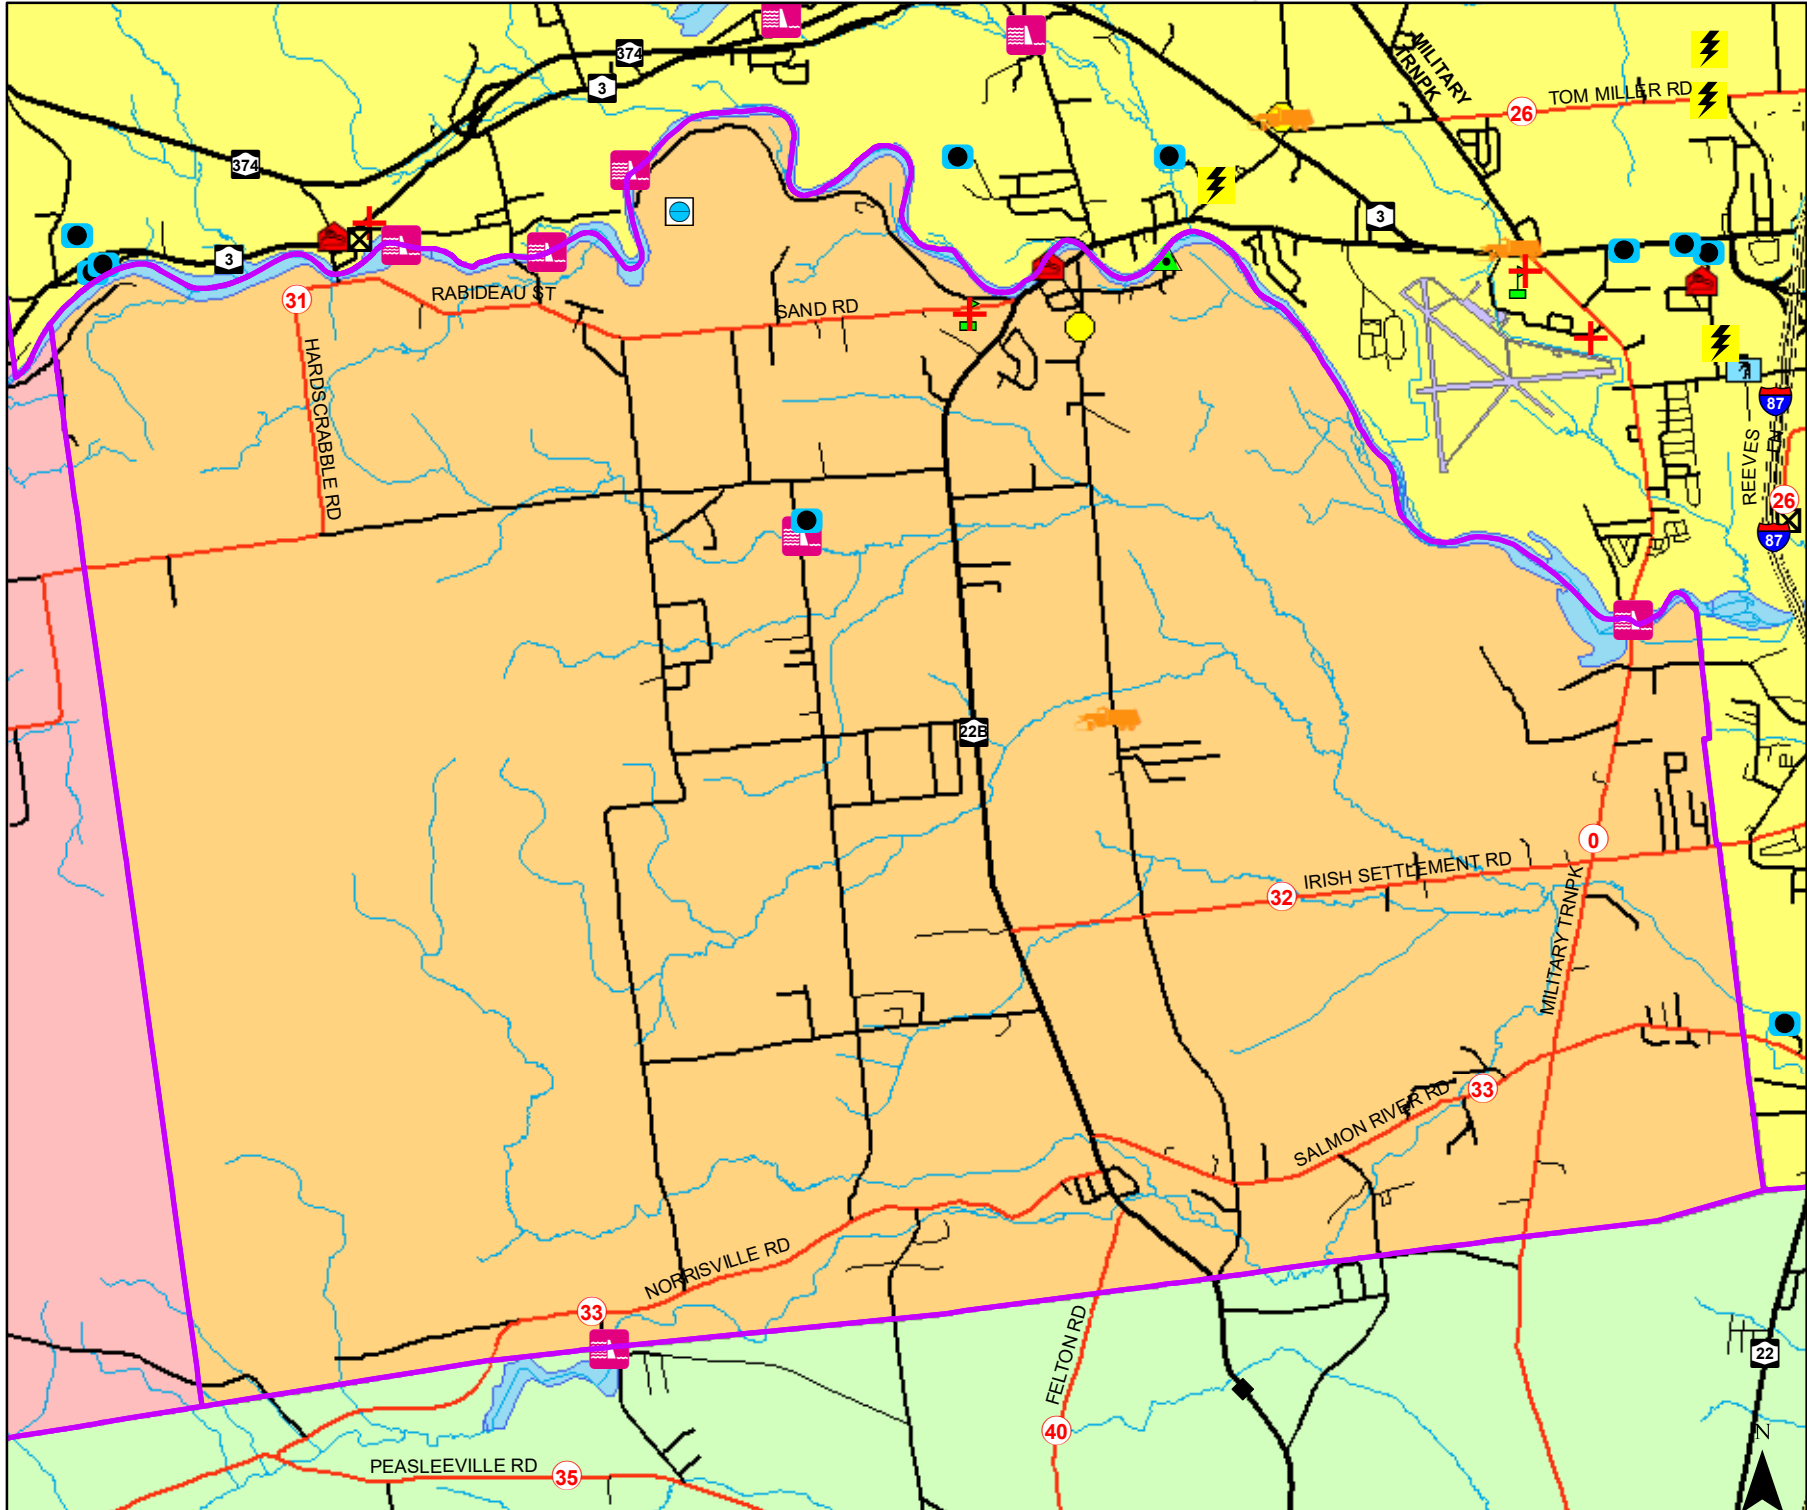 374
3
MILITARY
TRNPK
TOM MILLER RD
26
374
3
3
31
RABIDEAU ST
SAND RD
HARDSCRABBLE RD
87
REEVES
LN
26
87
22B
0
IRISH SETTLEMENT RD
32
MILITARY TRNPK
33
SALMON RIVER RD
NORRISVILLE RD
33
FELTON RD
22
40
N
PEASLEEVILLE RD
35